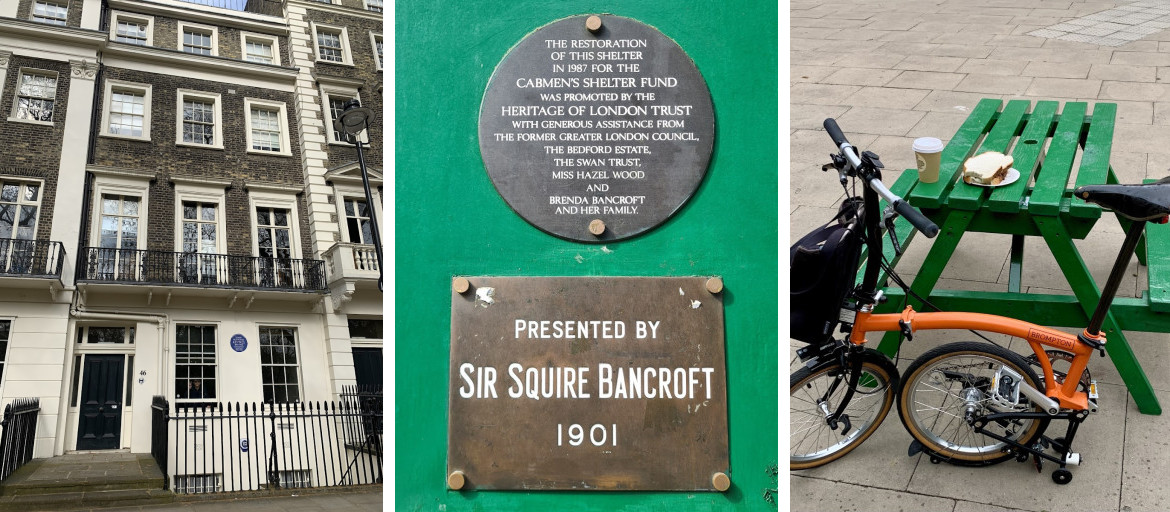 46
THE RESTORATION
OF THIS SHELTER
IN 1987 FOR THE
CABMEN'S SHELTER FUND
WAS PROMOTED BY THE
HERITAGE OF LONDON TRUST
WITH GENEROUS ASSISTANCE FROM
THE FORMER GREATER LONDON COUNCIL,
THE BEDFORD ESTATE,
THE SWAN TRUST,
MISS HAZEL WOOD
AND
BRENDA BANCROFT
AND HER FAMILY.
PRESENTED BY
SIR SQUIRE BANCROFT
1901
BROMPTON